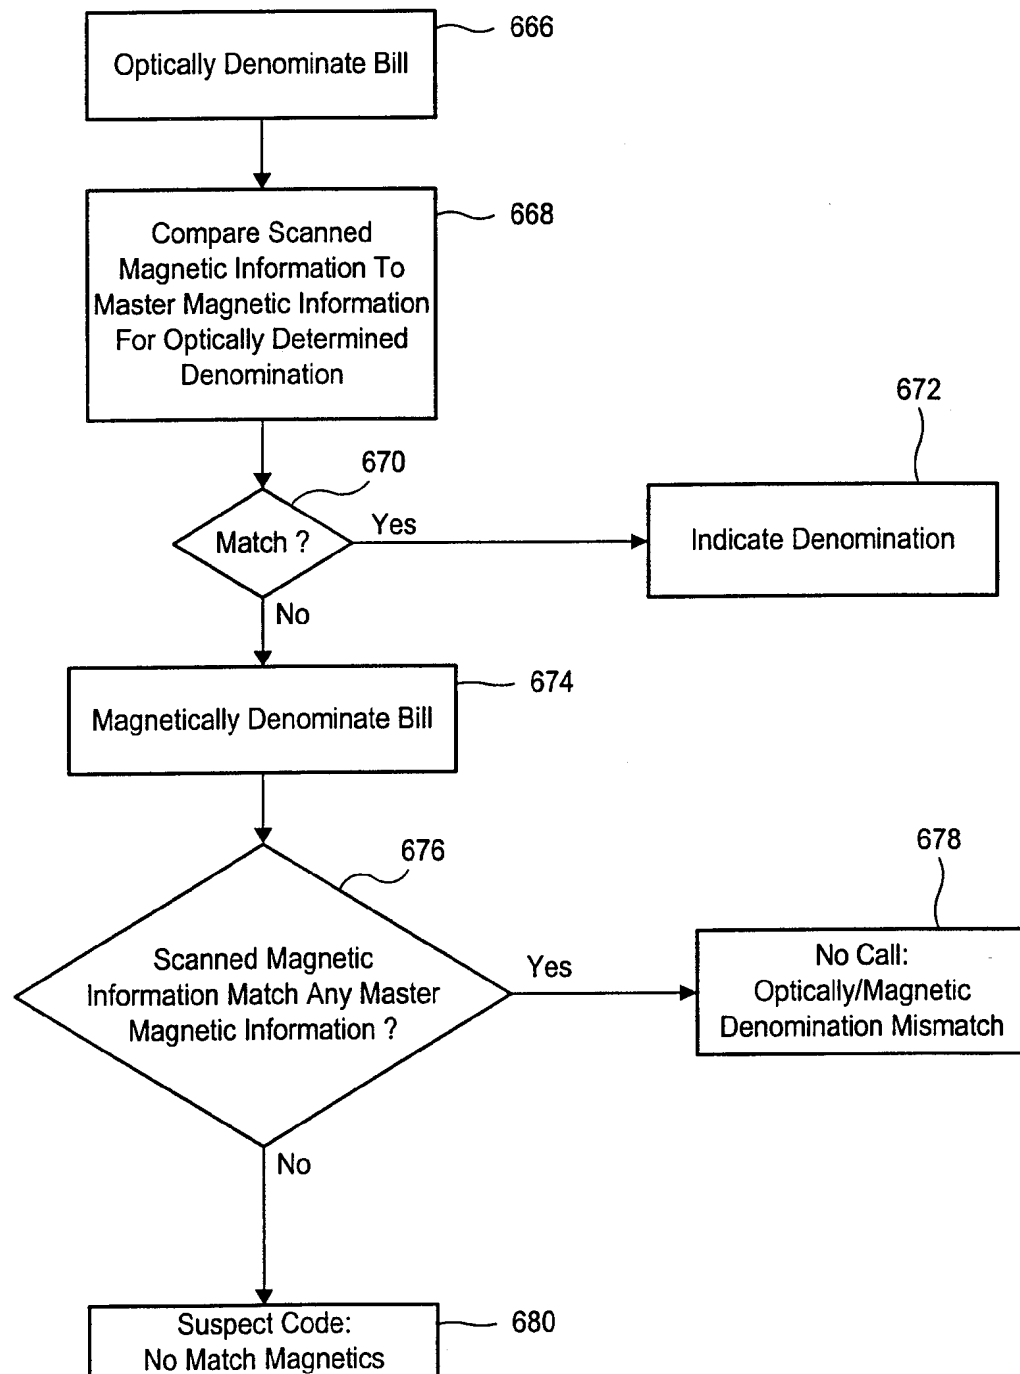 666
Optically Denominate Bill
668
Compare Scanned
Magnetic Information To
Master Magnetic Information
For Optically Determined
Denomination
672
670
Match ?
Yes
Indicate Denomination
No
674
Magnetically Denominate Bill
676
678
Scanned Magnetic
Information Match Any Master
Magnetic Information ?
Yes
No Call:
Optically/Magnetic
Denomination Mismatch
No
680
Suspect Code:
No Match Magnetics